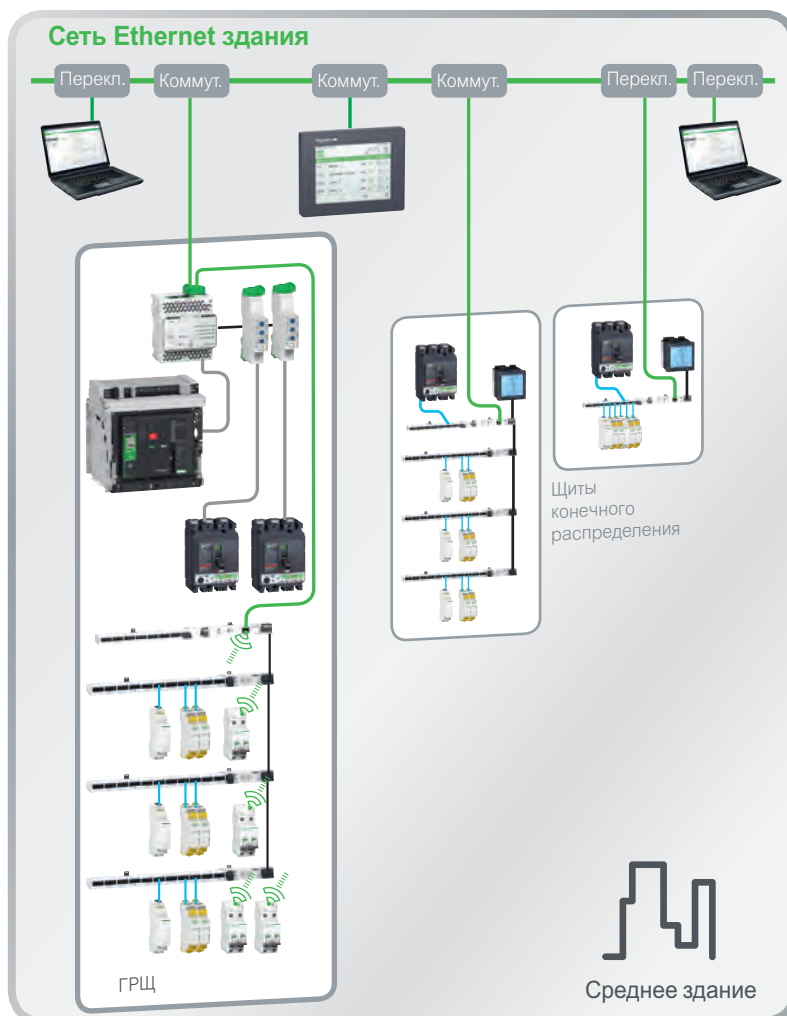 Сеть Ethernet здания
Перекл. Коммут. Коммут. Коммут. Перекл. Перекл.
Щиты
конечного
распределения
ГРЩ
Среднее здание